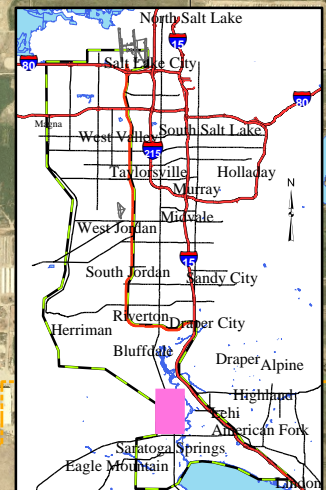 North Salt Lake
15
80
Salt Lake City
80
Magna
West Valley
South Salt Lake
215
Taylorsville
Holladay
Murray
N
Midvale
West Jordan
15
South Jordan
Sandy City
Riverton
Draper City
Herriman
Bluffdale
Draper
Alpine
Highland
Lehi
American Fork
Saratoga Springs
Eagle Mountain
Lindon